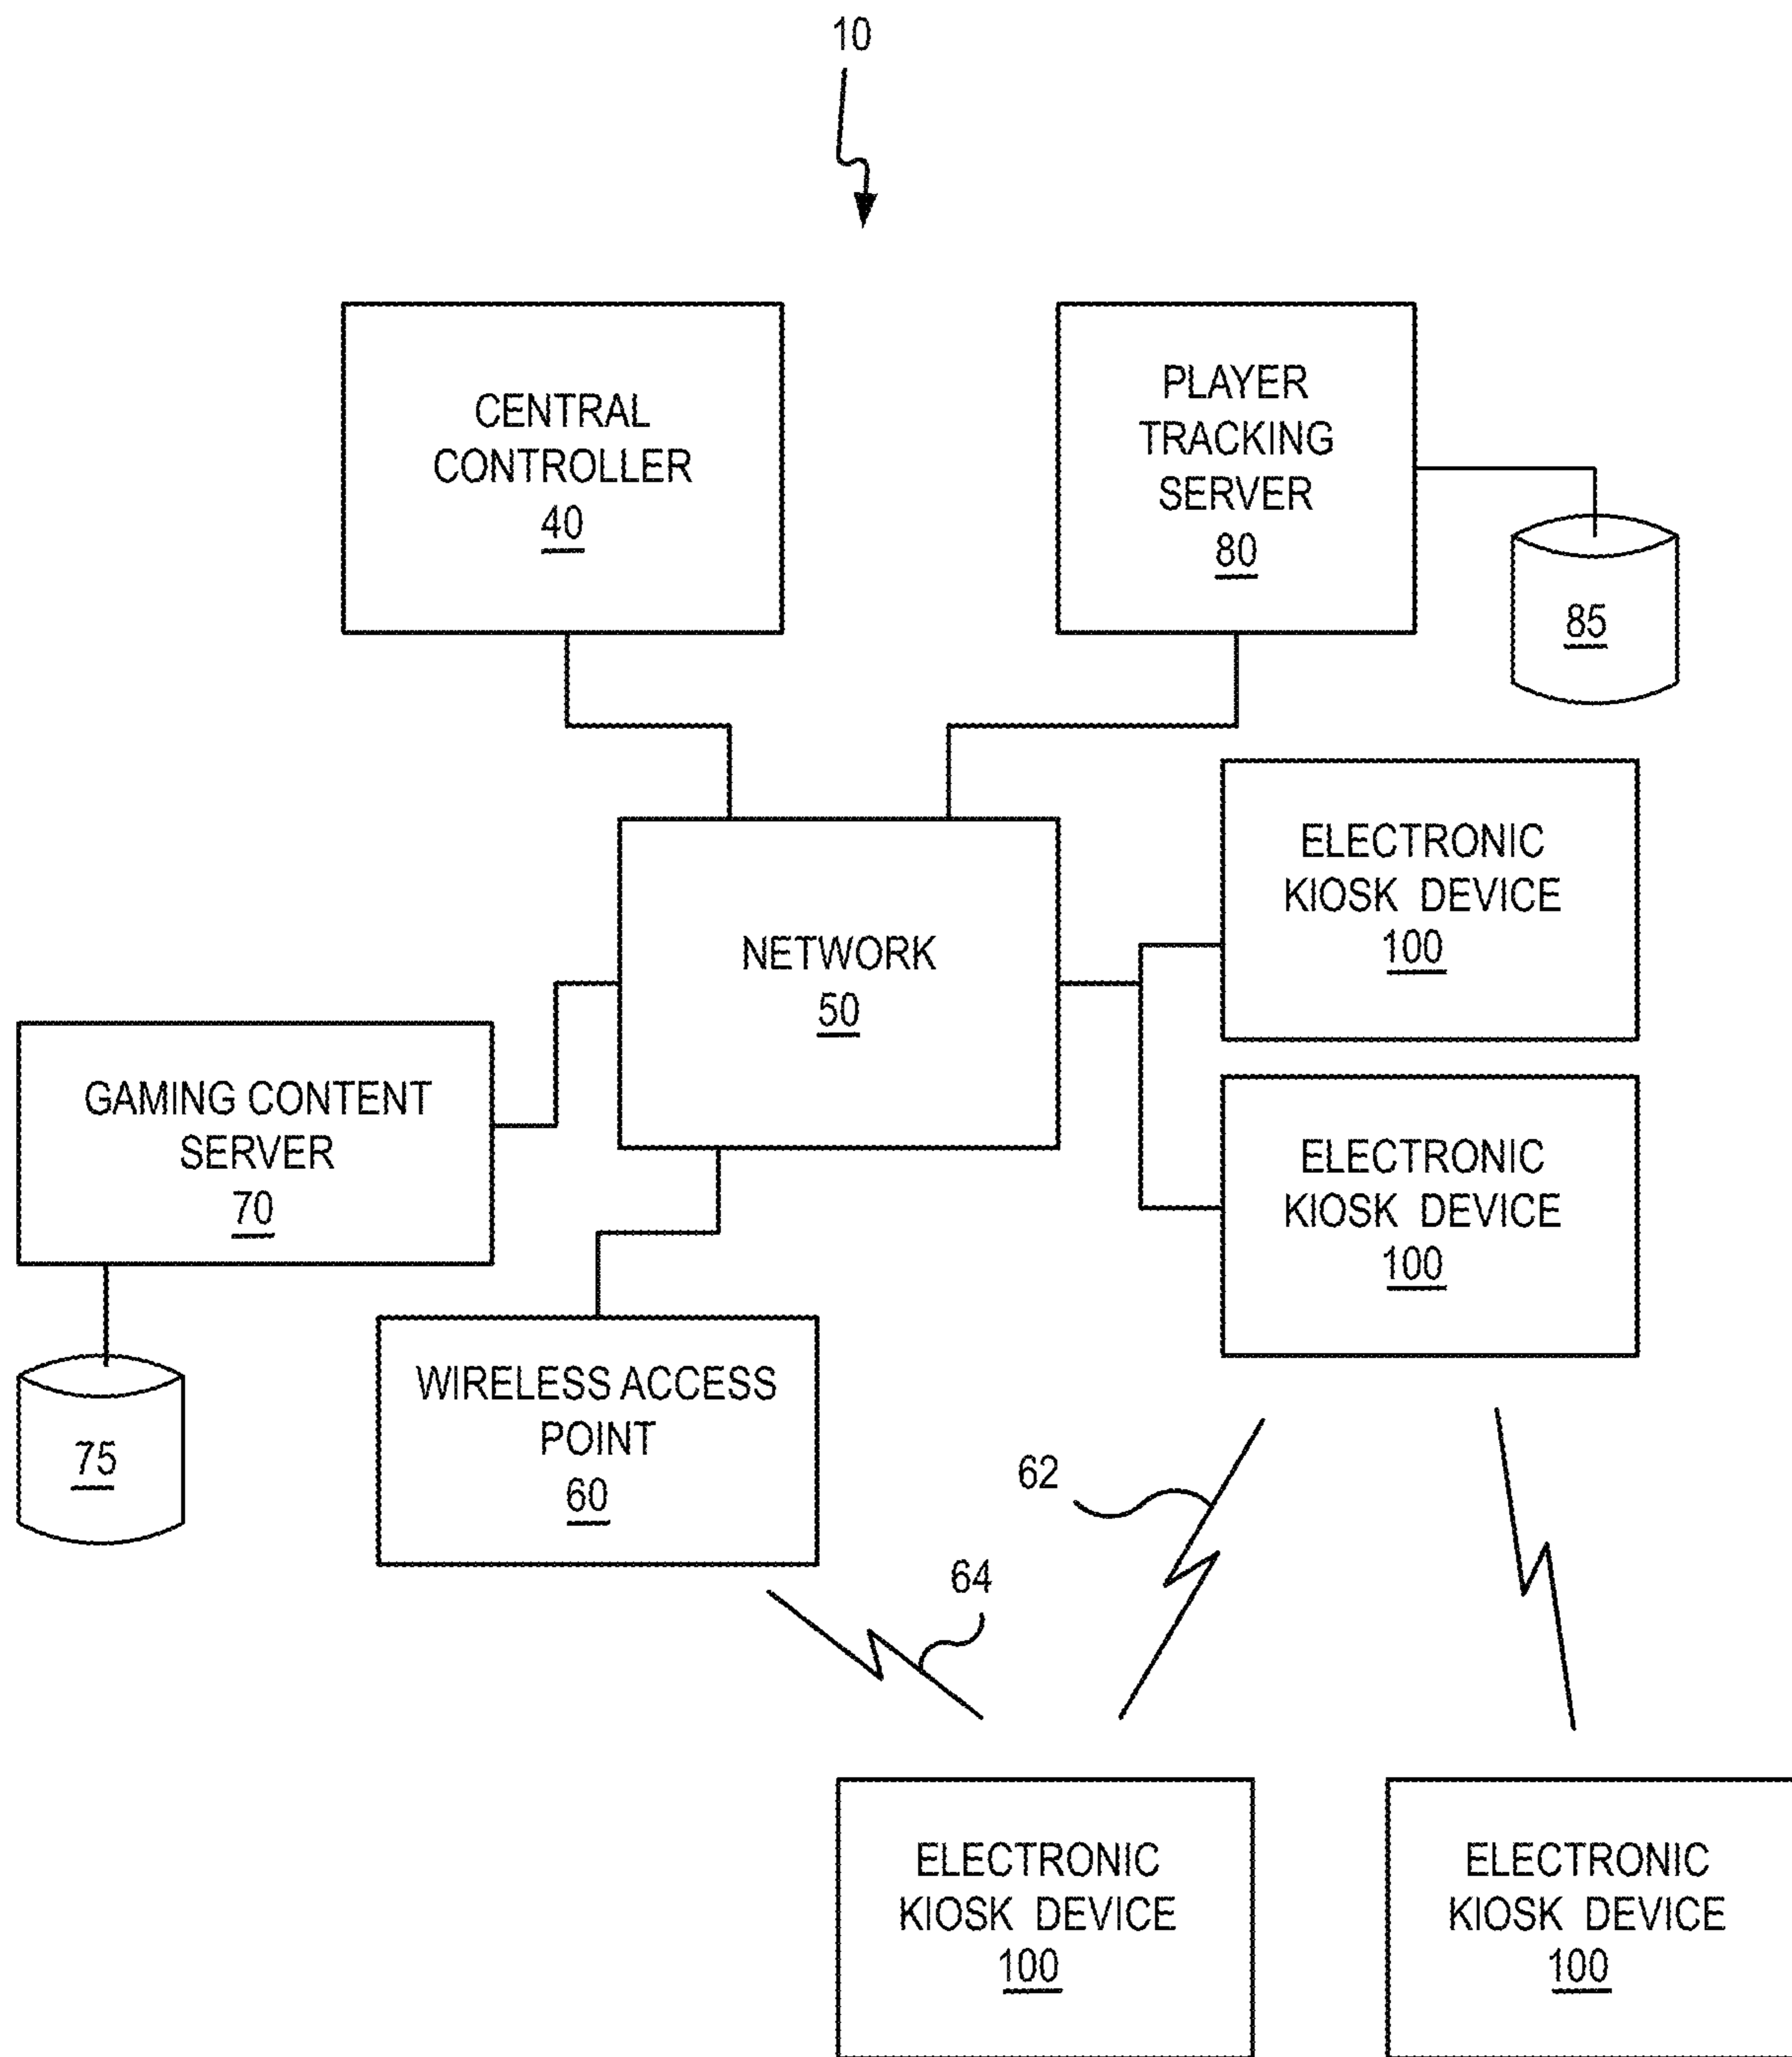 10
CENTRAL
CONTROLLER
40
PLAYER
TRACKING
SERVER
80
85
ELECTRONIC
KIOSK DEVICE
100
NETWORK
50
GAMING CONTENT
SERVER
70
ELECTRONIC
KIOSK DEVICE
100
75
WIRELESS ACCESS
POINT
60
62
64
ELECTRONIC
KIOSK DEVICE
100
ELECTRONIC
KIOSK DEVICE
100